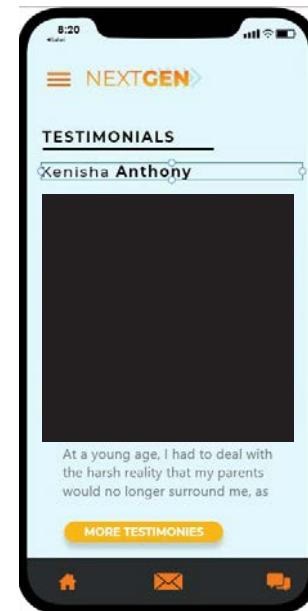 8:20
NEXTGEN
TESTIMONIALS
Xenisha Anthony
At a young age, I had to deal with
the harsh reality that my parents
would no longer surround me, as
MORE TESTIMONIES